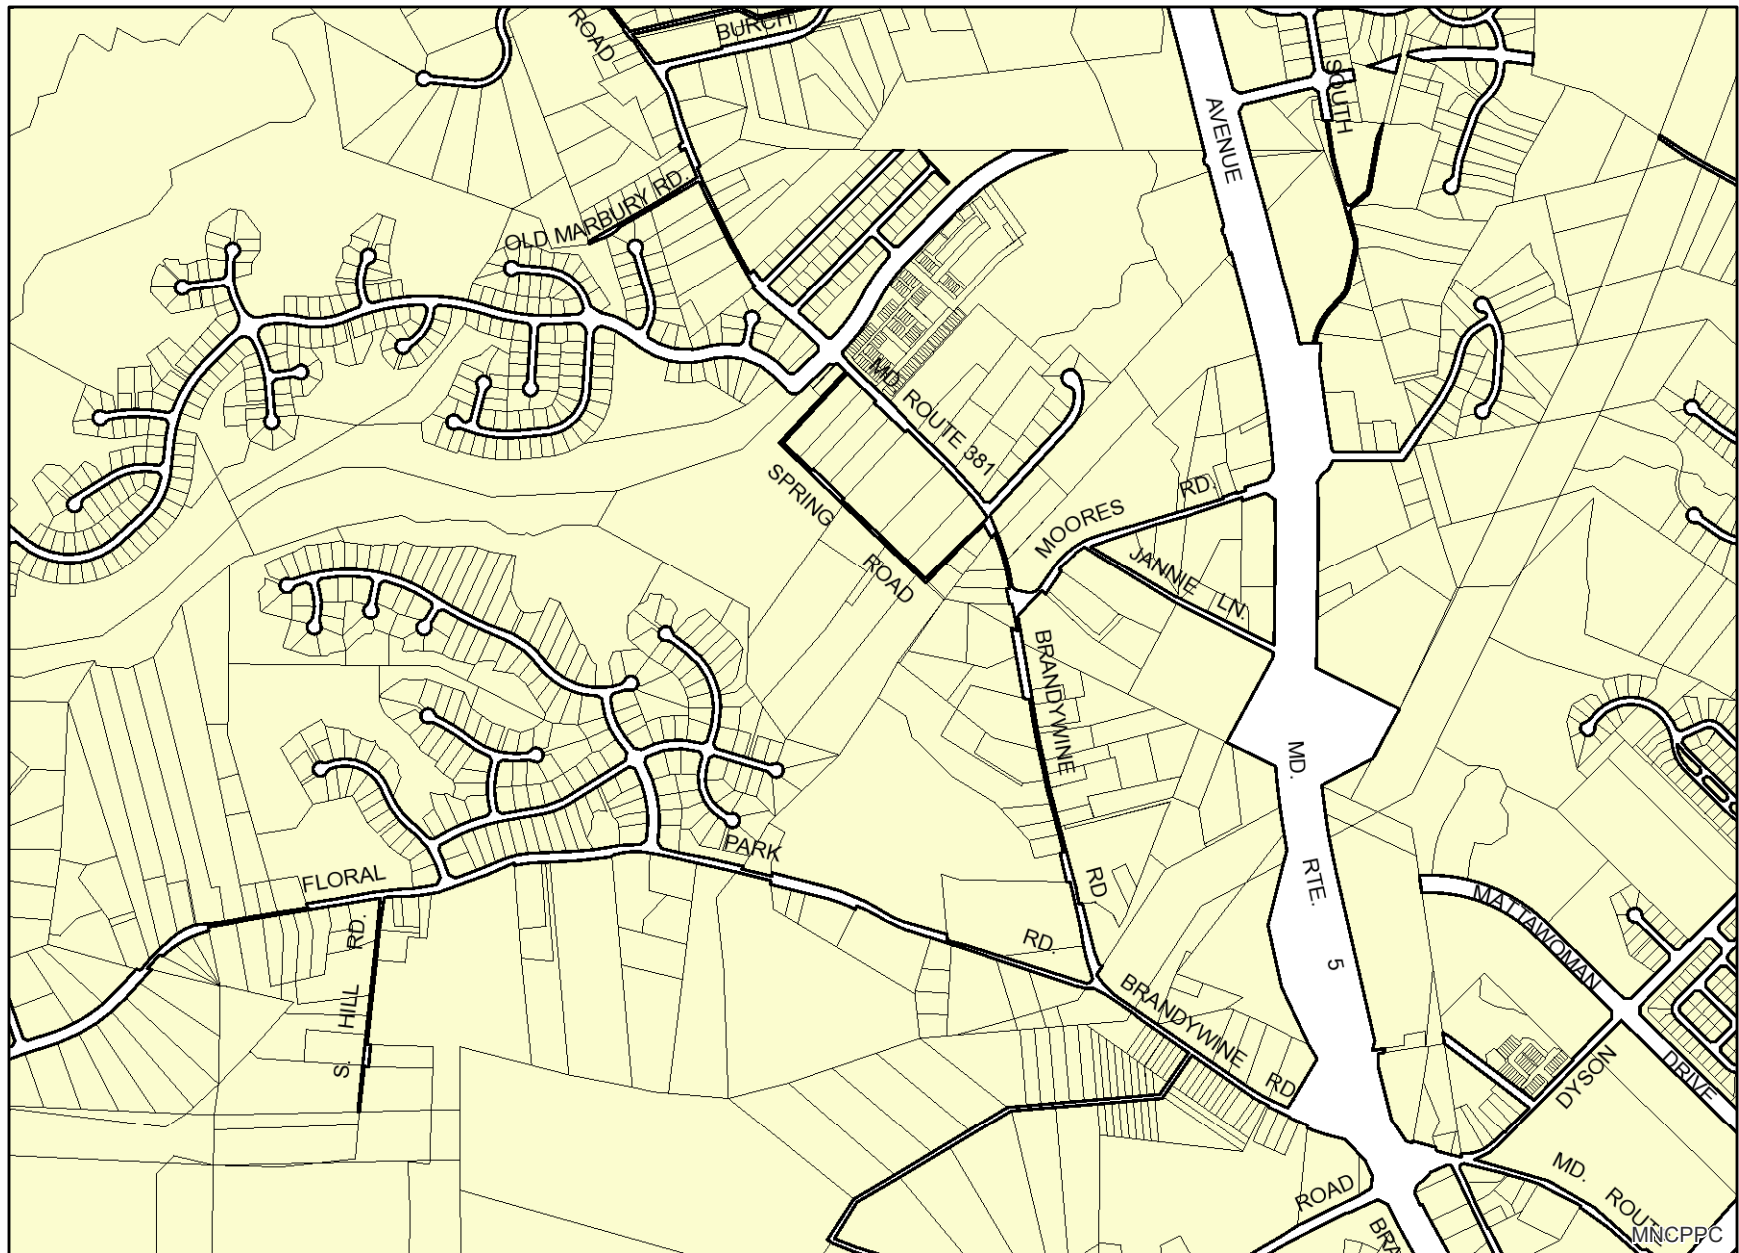 ROAD
BURCH
SOUTH
AVENUE
OLD MARBURY RD.
MD. ROUTE 381
SPRING
ROAD
MOORES
RD.
JANNIE
LN.
BRANDYWINE
RD.
MD.
RTE.
5
FLORAL
PARK
RD.
S. HILL RD.
BRANDYWINE
RD.
MATTAWOMAN
DRIVE
DYSON
ROAD
MD.
ROUT
BRA
MNCPPC